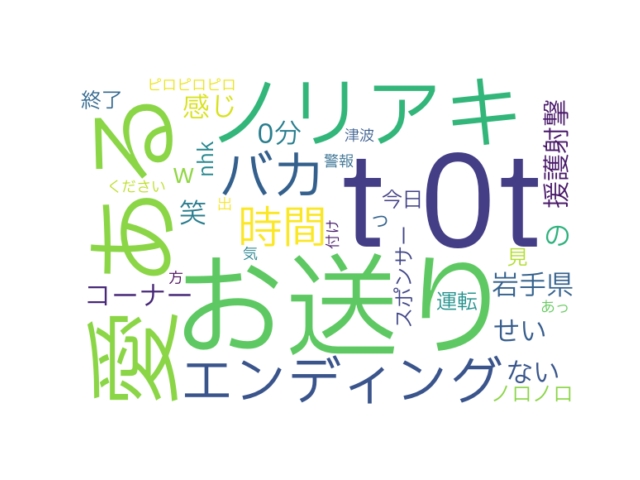 ピロピロピロ
終了
感じ
ノリアキ
ある
0分
津波
援護射撃
nhk
バカ
警報
w
ください
t 0t
笑
出
時間
今日
っ
付け
の
気
見
お送り
方
コーナー
スポンサー
運転
岩手県
あっ
愛
せい
エンディング
ない
ノロノロ